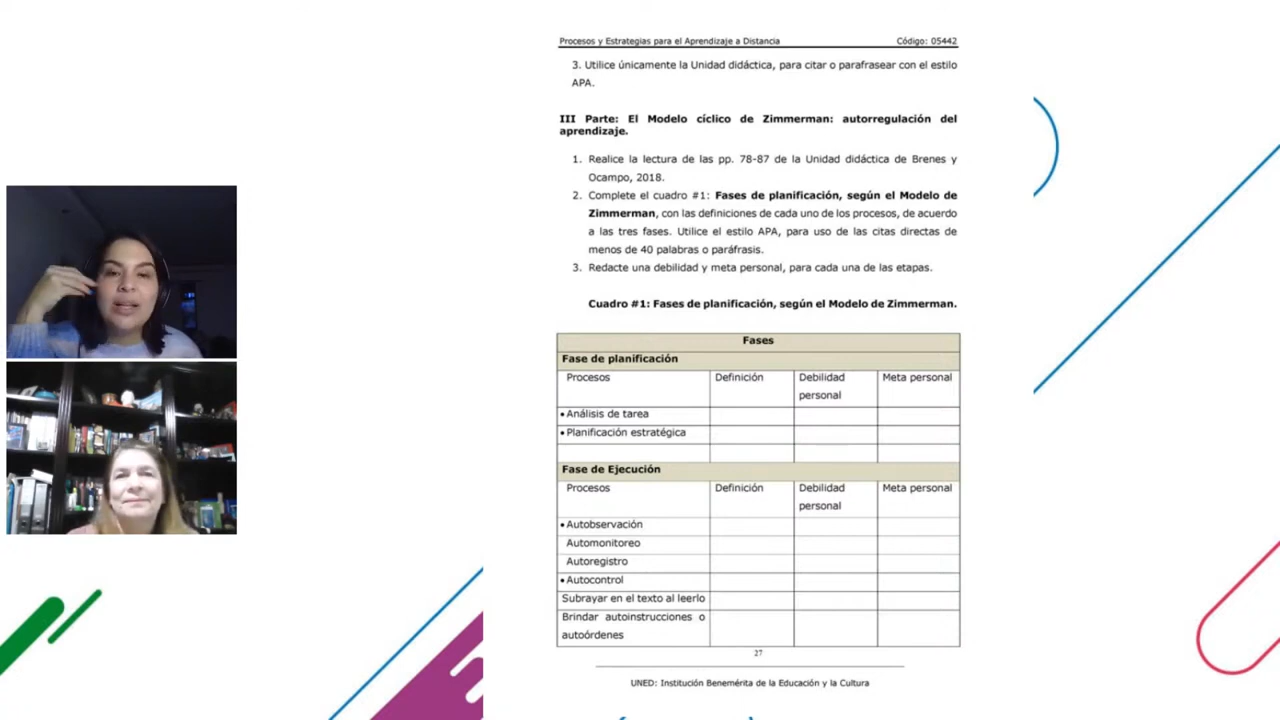 Procesos y Estrategias para el Aprendizaje a Distancia Código: 05442
3. Utilice únicamente la Unidad didáctica, para citar o parafrasear con el estilo
APA.
III Parte: El Modelo cíclico de Zimmerman: autorregulación del
aprendizaje.
1. Realice la lectura de las pp. 78-87 de la Unidad didáctica de Brenes y
Ocampo, 2018.
2. Complete el cuadro #1: Fases de planificación, según el Modelo de
Zimmerman, con las definiciones de cada uno de los procesos, de acuerdo
a las tres fases. Utilice el estilo APA, para uso de las citas directas de
menos de 40 palabras o paráfrasis.
3. Redacte una debilidad y meta personal, para cada una de las etapas.
Cuadro #1: Fases de planificación, según el Modelo de Zimmerman.
Fases
Fase de planificación
Procesos Definición Debilidad Meta personal
personal
• Análisis de tarea
• Planificación estratégica
Fase de Ejecución
Procesos Definición Debilidad Meta personal
personal
• Autobservación
Automonitoreo
Autoregistro
• Autocontrol
Subrayar en el texto al leerlo
Brindar autoinstrucciones o
autoórdenes
27
UNED: Institución Benemérita de la Educación y la Cultura